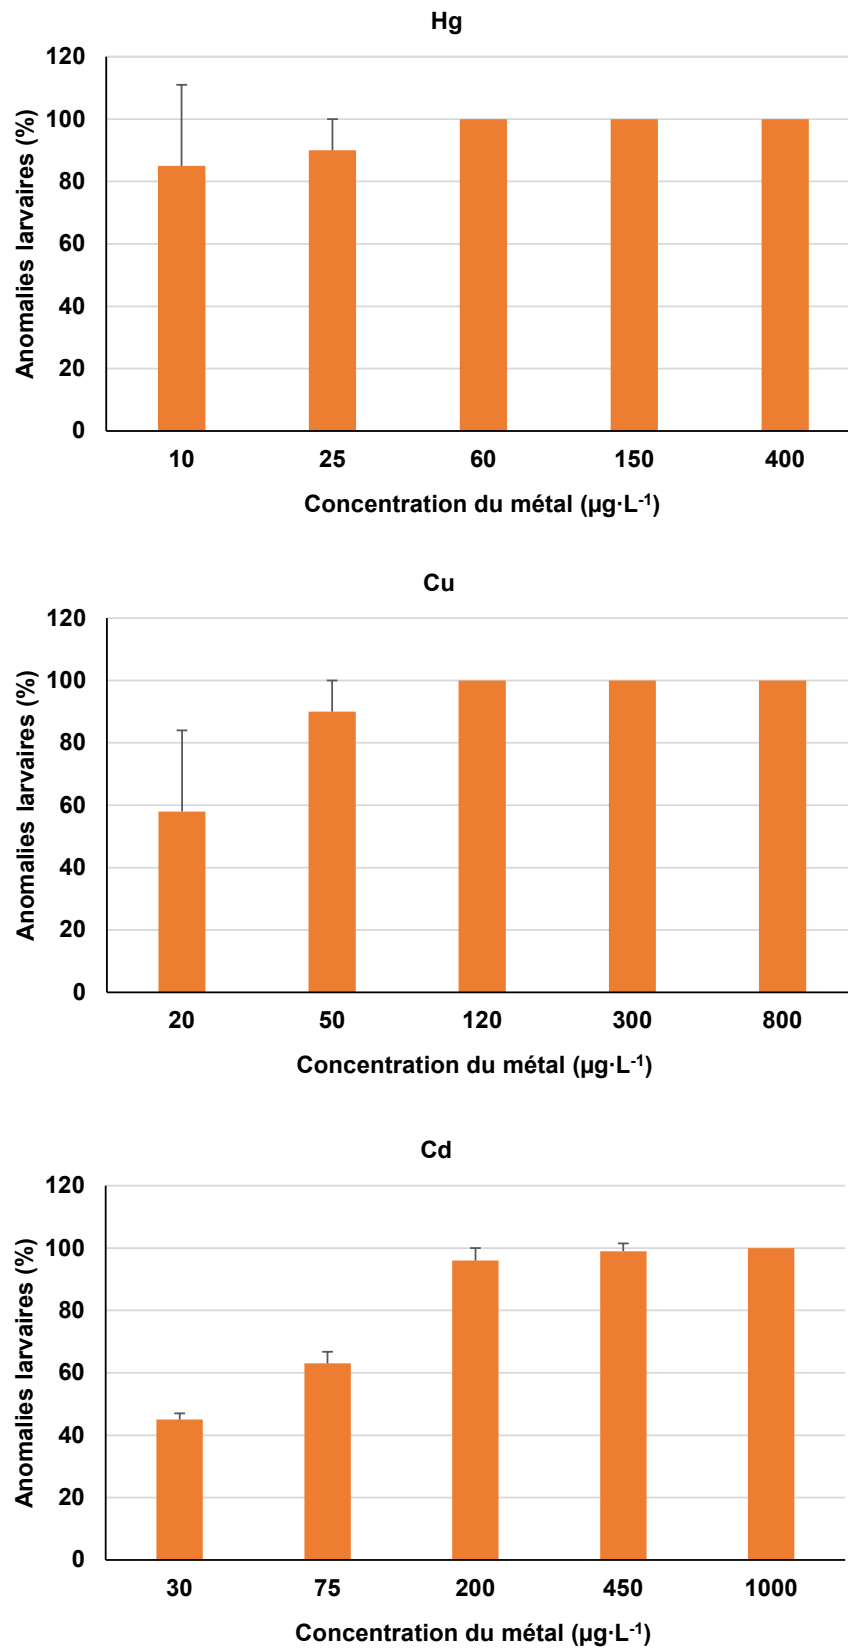 Hg
120
100
80
60
40
20
0
Anomalies larvaires (%)
10 25 60 150 400
Concentration du métal (µg·L⁻¹)
Cu
120
100
80
60
40
20
0
Anomalies larvaires (%)
20 50 120 300 800
Concentration du métal (µg·L⁻¹)
Cd
120
100
80
60
40
20
0
Anomalies larvaires (%)
30 75 200 450 1000
Concentration du métal (µg·L⁻¹)